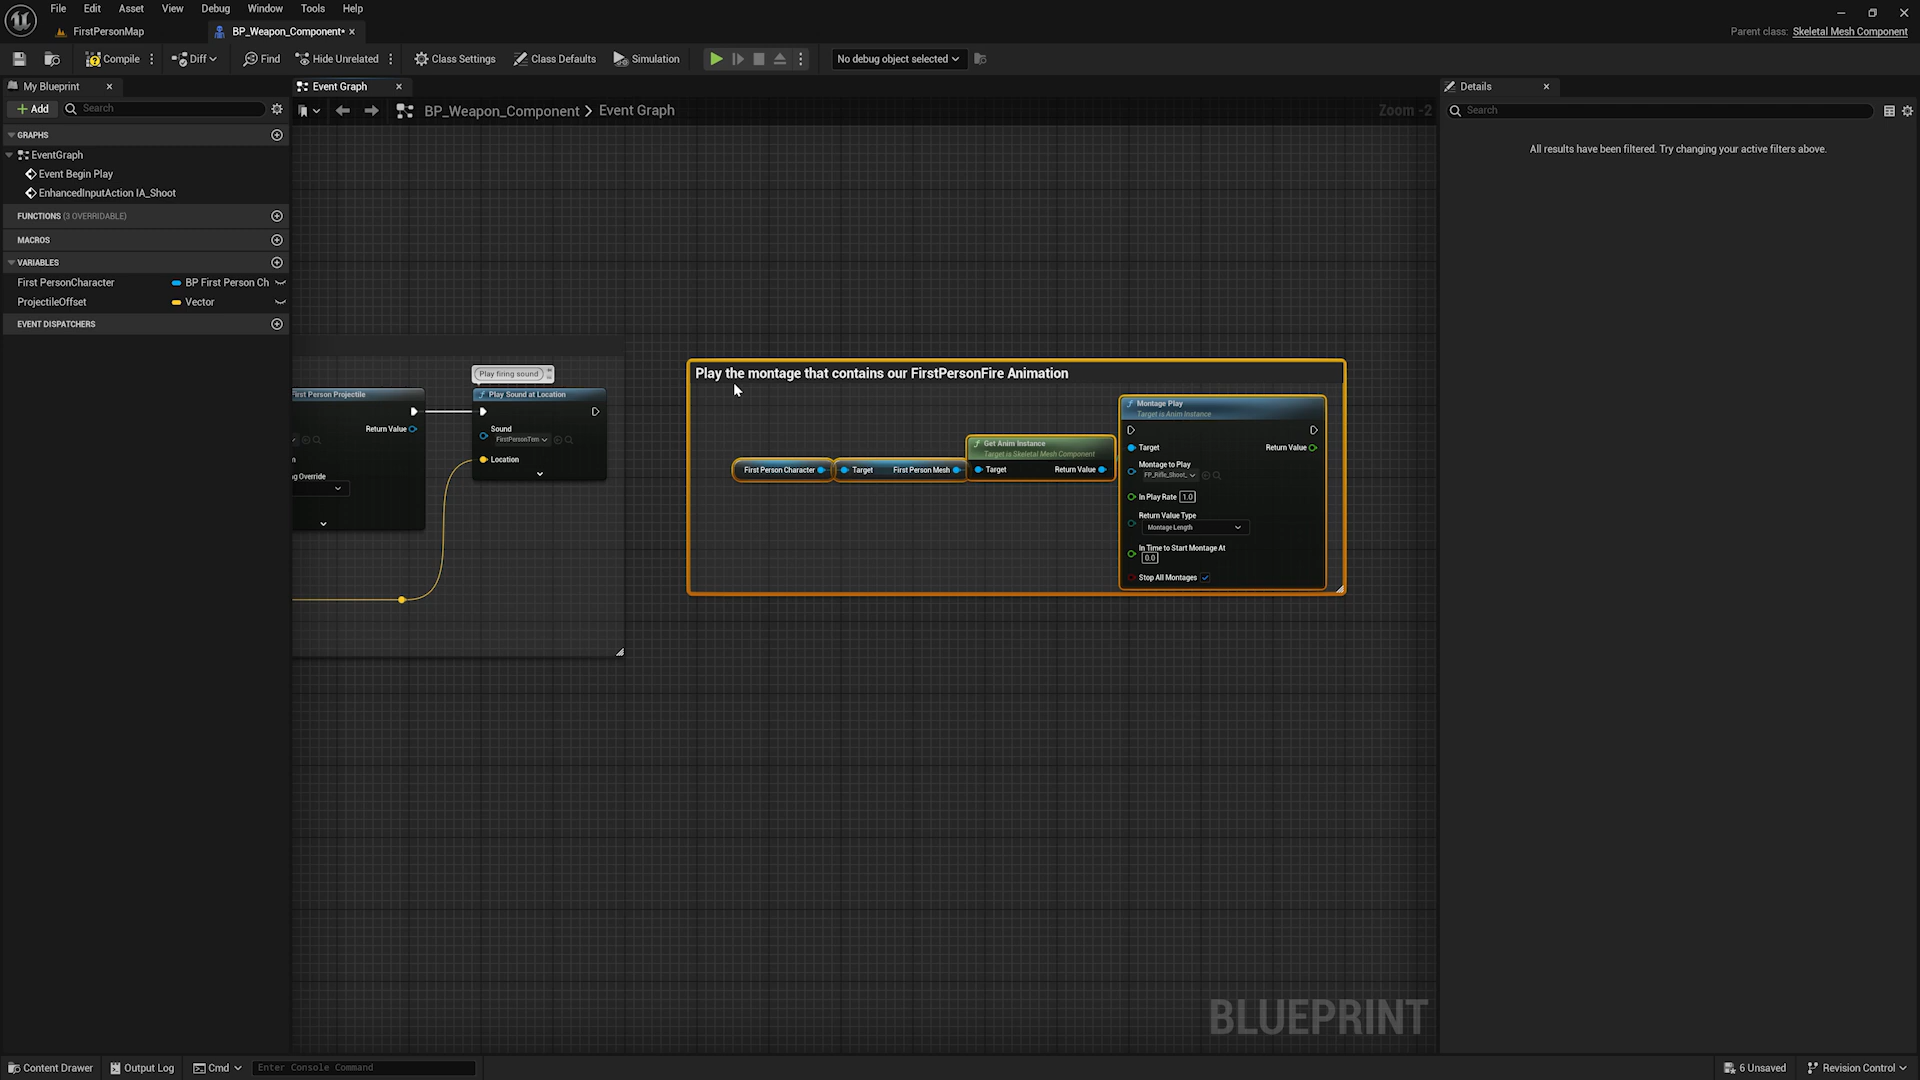 File Edit Asset View Debug Window Tools Help
FirstPersonMap
BP_Weapon_Component*
Parent class: Skeletal Mesh Component
Compile
Diff
Find
Hide Unrelated
Class Settings
Class Defaults
Simulation
No debug object selected
My Blueprint
Event Graph
Details
Add
Search
BP_Weapon_Component > Event Graph
Zoom -2
Search
GRAPHS
EventGraph
Event Begin Play
EnhancedInputAction IA_Shoot
FUNCTIONS (3 OVERRIDABLE)
MACROS
VARIABLES
First PersonCharacter
BP First Person Ch
ProjectileOffset
Vector
EVENT DISPATCHERS
All results have been filtered. Try changing your active filters above.
Play firing sound
First Person Projectile
Return Value
ng Override
Play Sound at Location
Sound
FirstPersonTem
Location
Play the montage that contains our FirstPersonFire Animation
First Person Character
Target
First Person Mesh
Get Anim Instance
Target is Skeletal Mesh Component
Target
Return Value
Montage Play
Target is Anim Instance
Target
Return Value
Montage to Play
FP_Rifle_Shoot_
In Play Rate 1.0
Return Value Type
Montage Length
In Time to Start Montage At
0.0
Stop All Montages
BLUEPRINT
Content Drawer
Output Log
Cmd
Enter Console Command
6 Unsaved
Revision Control